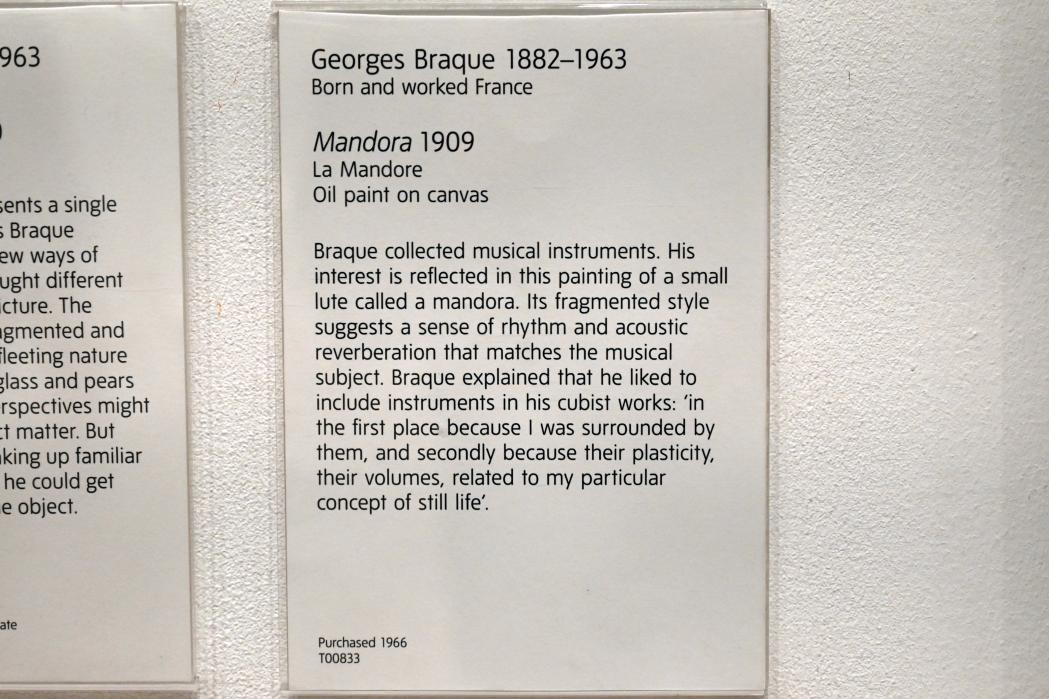 963
)
sents a single
s Braque
ew ways of
ught different
icture. The
agmented and
fleeting nature
glass and pears
rspectives might
ct matter. But
aking up familiar
he could get
e object.
ate
Georges Braque 1882–1963
Born and worked France
Mandora 1909
La Mandore
Oil paint on canvas
Braque collected musical instruments. His
interest is reflected in this painting of a small
lute called a mandora. Its fragmented style
suggests a sense of rhythm and acoustic
reverberation that matches the musical
subject. Braque explained that he liked to
include instruments in his cubist works: ‘in
the first place because I was surrounded by
them, and secondly because their plasticity,
their volumes, related to my particular
concept of still life’.
Purchased 1966
T00833